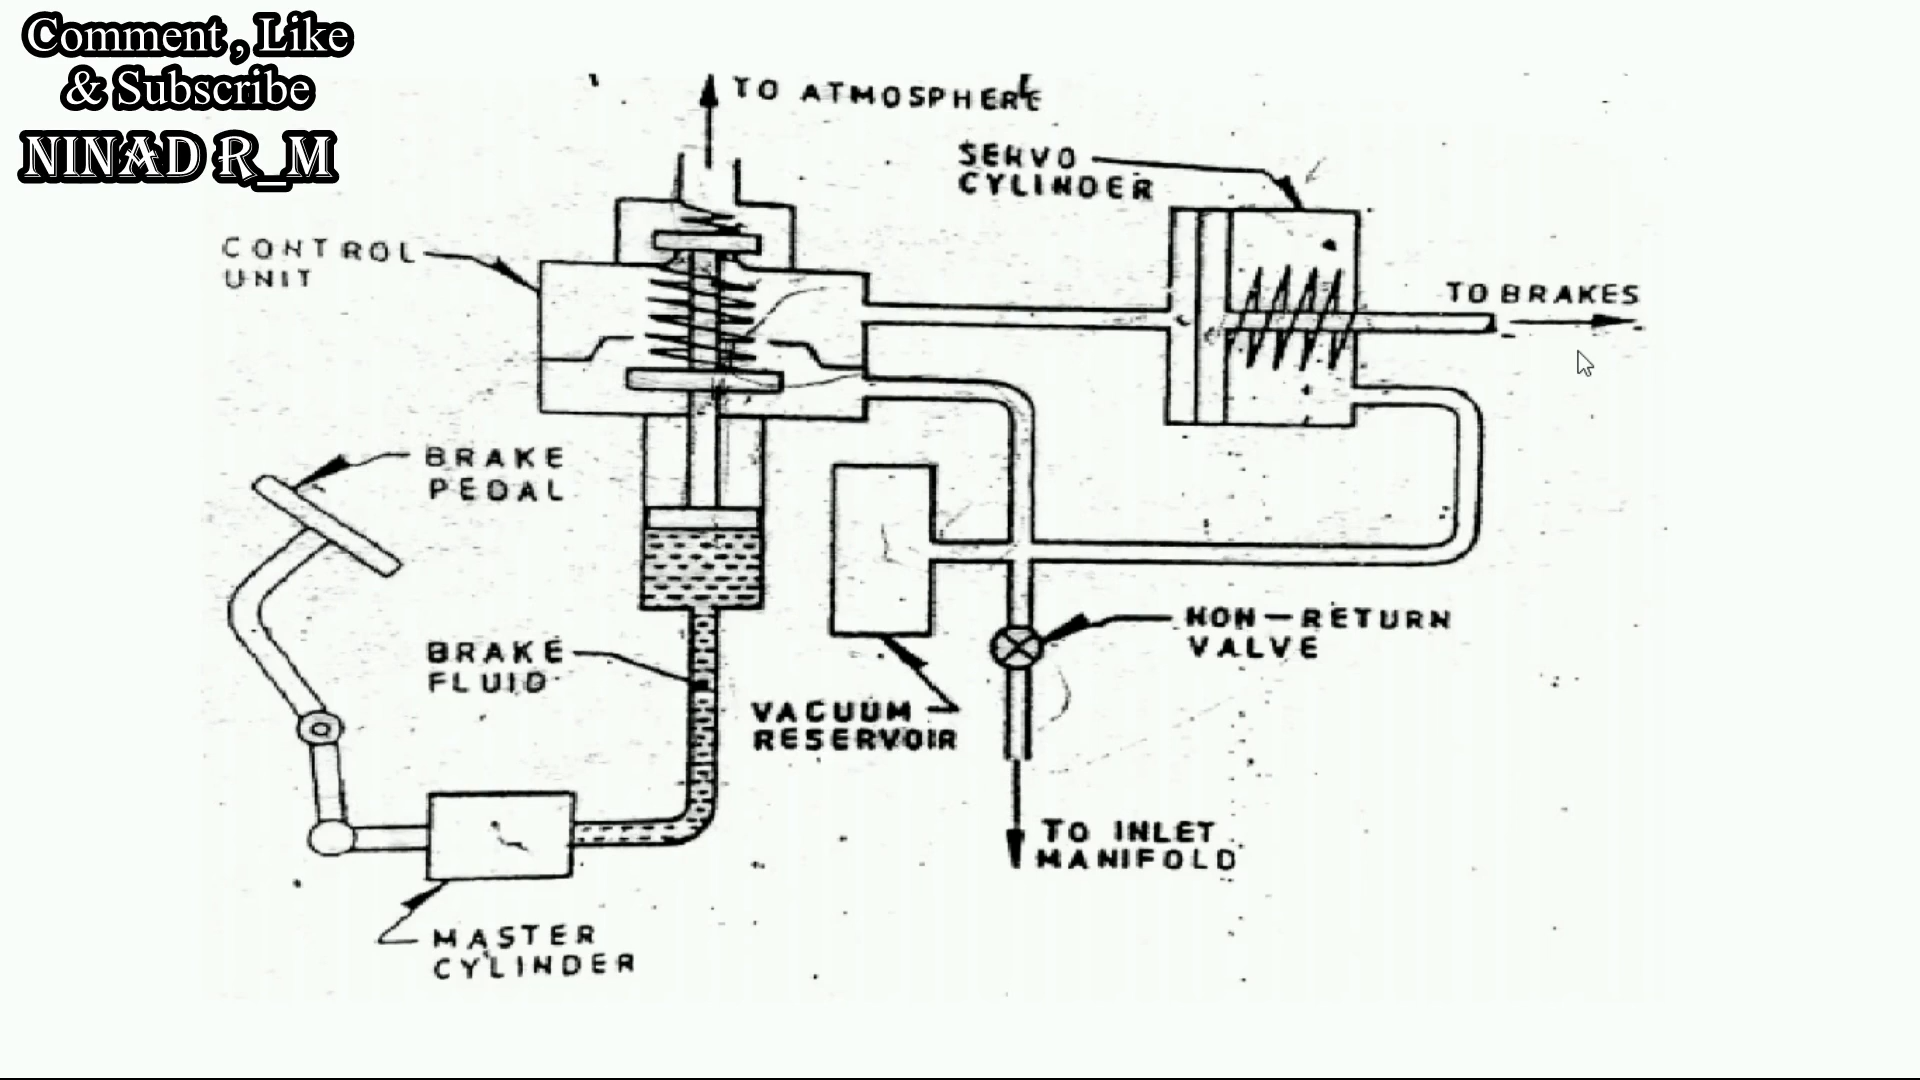 Comment, Like
& Subscribe
NINAD R_M
TO ATMOSPHERE
SERVO
CYLINDER
CONTROL
UNIT
TO BRAKES
BRAKE
PEDAL
NON-RETURN
VALVE
BRAKE
FLUID
VACUUM
RESERVOIR
TO INLET
MANIFOLD
MASTER
CYLINDER